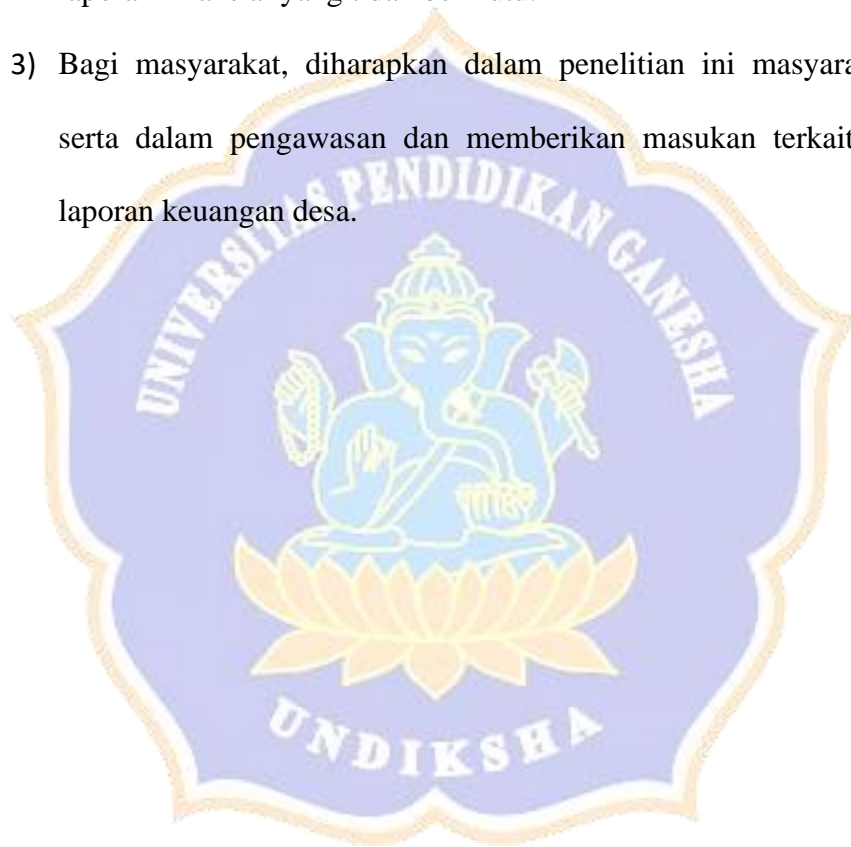 3) Bagi masyarakat, diharapkan dalam penelitian ini
serta dalam pengawasan dan memberikan masukan terkait
laporan keuangan desa.
UNIVERSITAS PENDIDIKAN GANESHA
UNDIKSHA